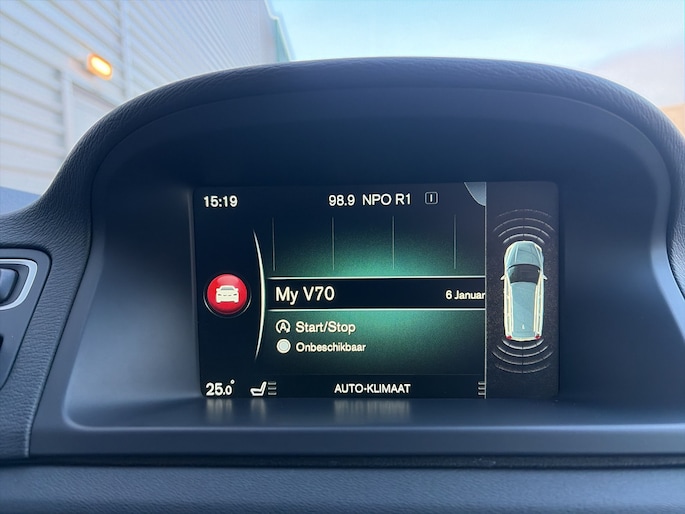 15:19
98.9 NPO R1 I
My V70
6 Januar
Start/Stop
Onbeschikbaar
25.0°
AUTO-KLIMAAT